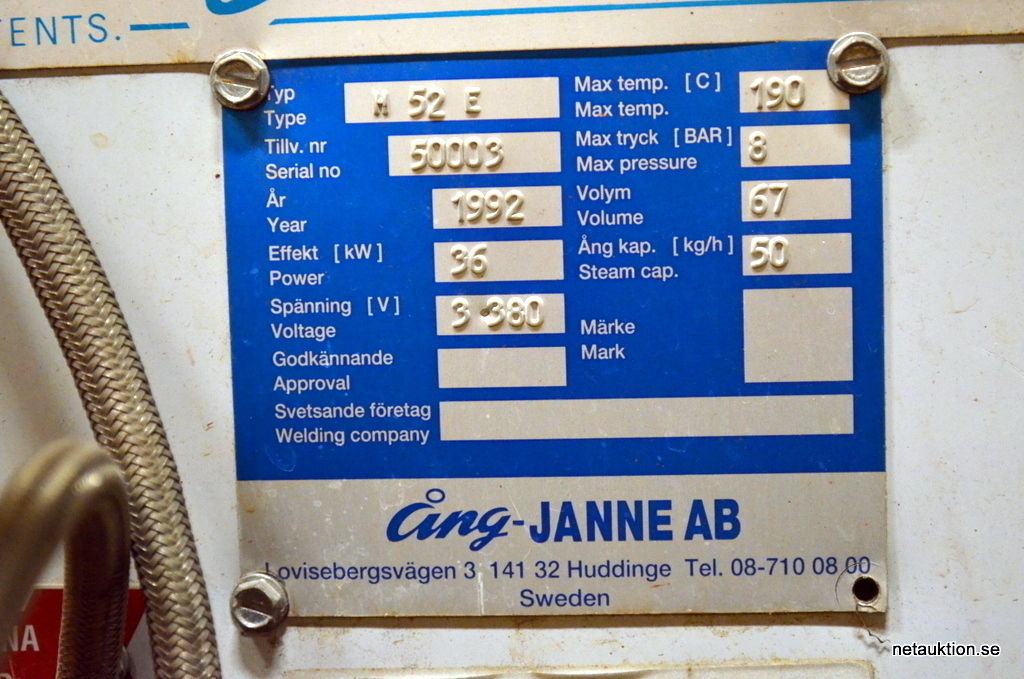 TENTS.
Typ
Type
M 52 E
Tillv. nr
Serial no
50003
År
Year
1992
Effekt [kW]
Power
36
Spänning [V]
Voltage
3 380
Godkännande
Approval
Svetsande företag
Welding company
Max temp. [C]
Max temp.
190
Max tryck [BAR]
Max pressure
8
Volym
Volume
67
Ång kap. [kg/h]
Steam cap.
50
Märke
Mark
Ång-JANNE AB
Lovisebergsvägen 3 141 32 Huddinge Tel. 08-710 08 00
Sweden
NA
netauktion.se